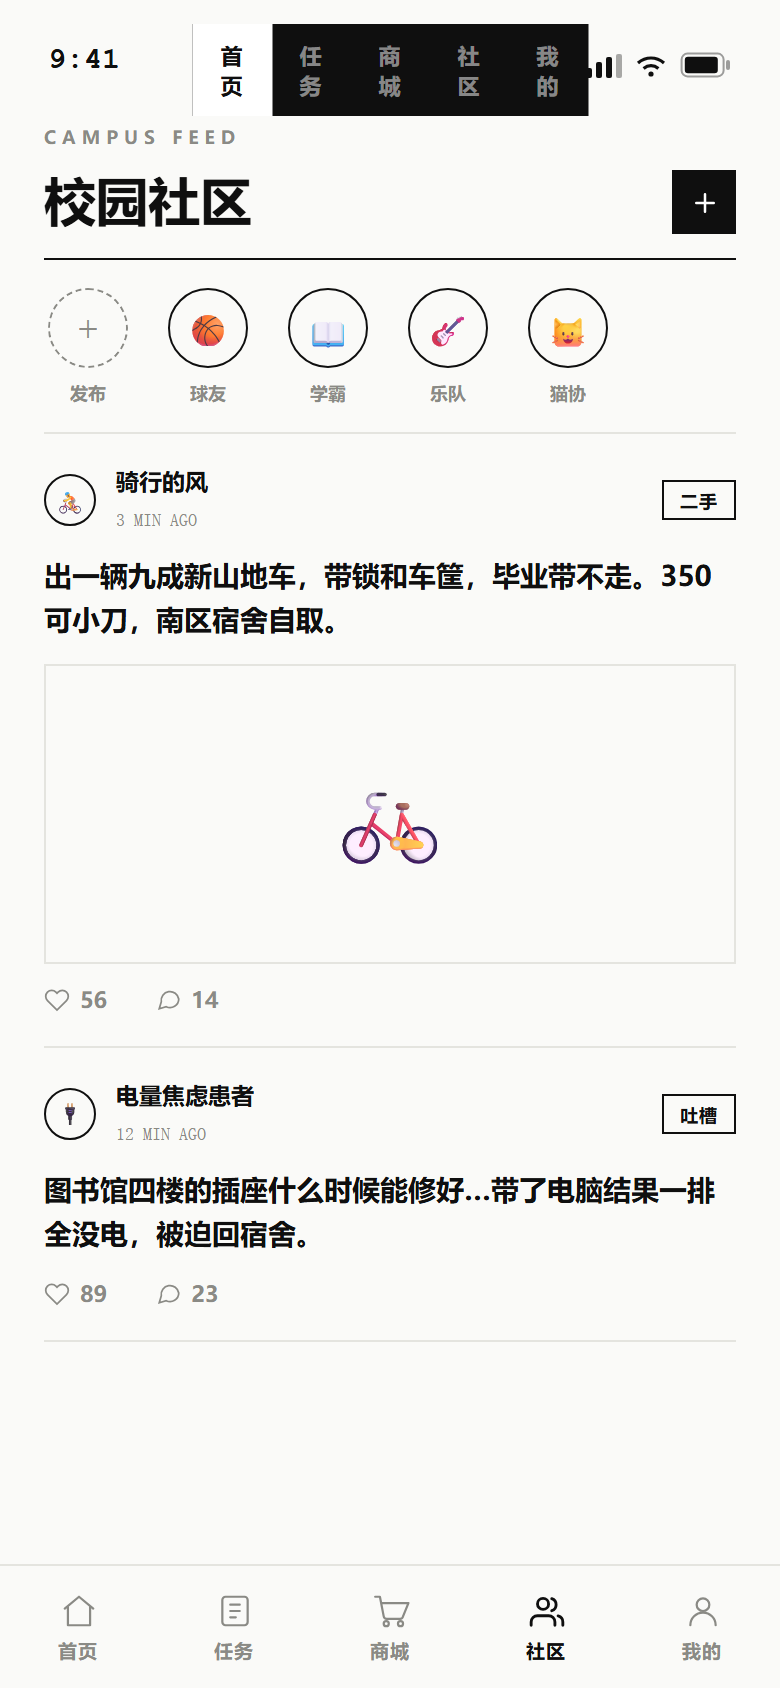 9:41
首页 任务 商城 社区 我的
CAMPUS FEED
校园社区
发布 球友 学霸 乐队 猫协
骑行的风
3 MIN AGO
二手
出一辆九成新山地车，带锁和车筐，毕业带不走。350
可小刀，南区宿舍自取。
56 14
电量焦虑患者
12 MIN AGO
吐槽
图书馆四楼的插座什么时候能修好...带了电脑结果一排
全没电，被迫回宿舍。
89 23
首页 任务 商城 社区 我的